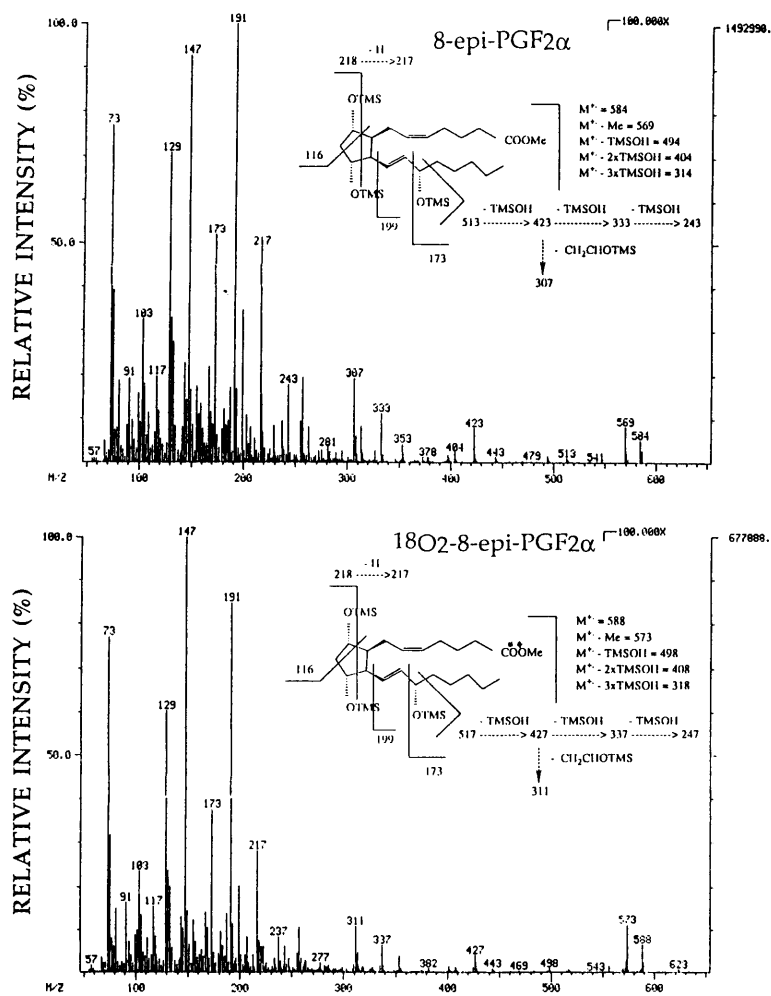 100.0
191
100.000X
1492990.
8-epi-PGF2α
147
- H
218 ------->217
OTMS
73
M+· = 584
M+· - Me = 569
M+· - TMSOH = 494
M+· - 2xTMSOH = 404
M+· - 3xTMSOH = 314
COOMe
129
116
OTMS
OTMS
- TMSOH - TMSOH - TMSOH
513 -------> 423 -------> 333 -------> 243
199
173
- CH2CHOTMS
307
173
217
50.0
RELATIVE INTENSITY (%)
103
91
117
243
307
333
353
378
404
423
443
479
513
541
569
584
57
281
M/Z
100 200 300 400 500 600
100.0
147
100.000X
18O2-8-epi-PGF2α
- H
218 ------->217
191
OTMS
73
M+· = 588
M+· - Me = 573
M+· - TMSOH = 498
M+· - 2xTMSOH = 408
M+· - 3xTMSOH = 318
COOMe
116
129
OTMS
OTMS
- TMSOH - TMSOH - TMSOH
517 -------> 427 -------> 337 -------> 247
199
173
- CH2CHOTMS
311
50.0
RELATIVE INTENSITY (%)
173
217
103
91
117
237
277
311
337
382
427
443
469
498
543
573
588
623
57
M/Z
100 200 300 400 500 600